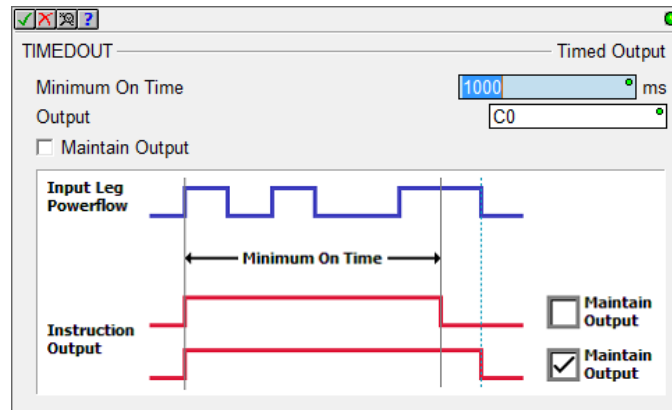 TIMEDOUT Timed Output
Minimum On Time 1000 ms
Output C0
Maintain Output
Input Leg
Powerflow
Minimum On Time
Maintain
Output
Instruction
Output
Maintain
Output